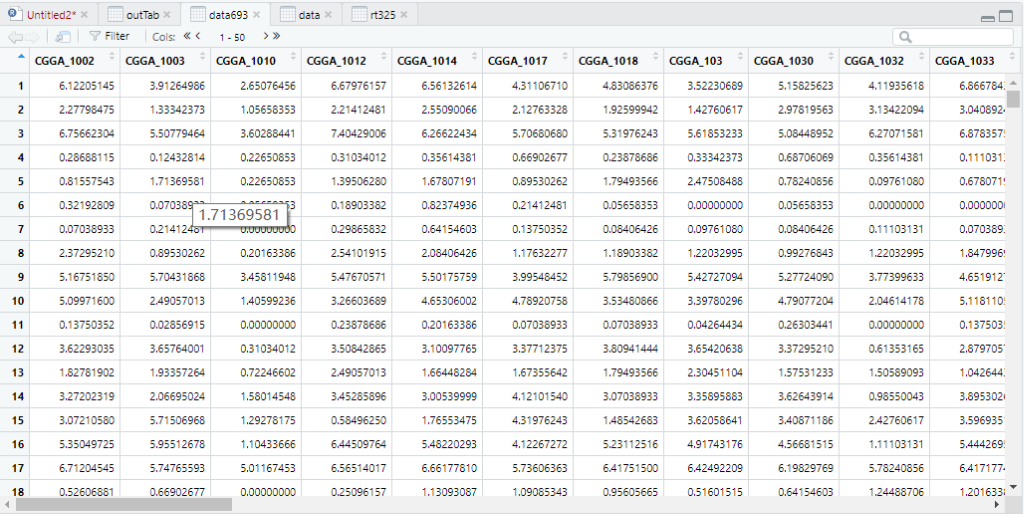 Untitled2* outTab data693 data rt325
Filter Cols: 1 - 50
CGGA_1002 CGGA_1003 CGGA_1010 CGGA_1012 CGGA_1014 CGGA_1017 CGGA_1018 CGGA_103 CGGA_1030 CGGA_1032 CGGA_1033
1 6.12205145 3.91264986 2.65076456 6.67976157 6.56132614 4.31106710 4.83086376 3.52230689 5.15825623 4.11935618 6.866784
2 2.27798475 1.33342373 1.05658353 2.21412481 2.55090066 2.12763328 1.92599942 1.42760617 2.97819563 3.13422094 3.040892
3 6.75662304 5.50779464 3.60288441 7.40429006 6.26622434 5.70680680 5.31976243 5.61853233 5.08448952 6.27071581 6.878357
4 0.28688115 0.12432814 0.22650853 0.31034012 0.35614381 0.66902677 0.23878686 0.33342373 0.68706069 0.35614381 0.111031
5 0.81557543 1.71369581 0.22650853 1.39506280 1.67807191 0.89530262 1.79493566 2.47508488 0.78240856 0.09761080 0.678071
6 0.32192809 0.18903382 0.82374936 0.21412481 0.05658353 0.00000000 0.05658353 0.00000000 0.000000
1.71369581
7 0.07038933 0.21412481 0.00000000 0.29865832 0.64154603 0.13750352 0.08406426 0.09761080 0.08406426 0.11103131 0.070389
8 2.37295210 0.89530262 0.20163386 2.54101915 2.08406426 1.17632277 1.18903382 1.22032995 0.99276843 1.22032995 1.847996
9 5.16751850 5.70431868 3.45811948 5.47670571 5.50175759 3.99548452 5.79856900 5.42727094 5.27724090 3.77399633 4.651912
10 5.09971600 2.49057013 1.40599236 3.26603689 4.65306002 4.78920758 3.53480866 3.39780296 4.79077204 2.04614178 5.118110
11 0.13750352 0.02856915 0.00000000 0.23878686 0.20163386 0.07038933 0.07038933 0.04264434 0.26303441 0.00000000 0.137503
12 3.62293035 3.65764001 0.31034012 3.50842865 3.10097765 3.37712375 3.80941444 3.65420638 3.37295210 0.61353165 2.879705
13 1.82781902 1.93357264 0.72246602 2.49057013 1.66448284 1.67355642 1.79493566 2.30451104 1.57531233 1.50589093 1.042644
14 3.27202319 2.06695024 1.58014548 3.45285896 3.00539999 4.12101540 3.07038933 3.35895883 3.62643914 0.98550043 3.895302
15 3.07210580 5.71506968 1.29278175 0.58496250 1.76553475 4.31976243 1.48542683 3.62058641 3.40871186 2.42760617 3.596935
16 5.35049725 5.95512678 1.10433666 6.44509764 5.48220293 4.12267272 5.23112516 4.91743176 4.56681515 1.11103131 5.444269
17 6.71204545 5.74765593 5.01167453 6.56514017 6.66177810 5.73606363 6.41751500 6.42492209 6.19829769 5.78240856 6.417177
18 0.52606881 0.66902677 0.00000000 0.25096157 1.13093087 1.09085343 0.95605665 0.51601515 0.64154603 1.24488706 1.201633